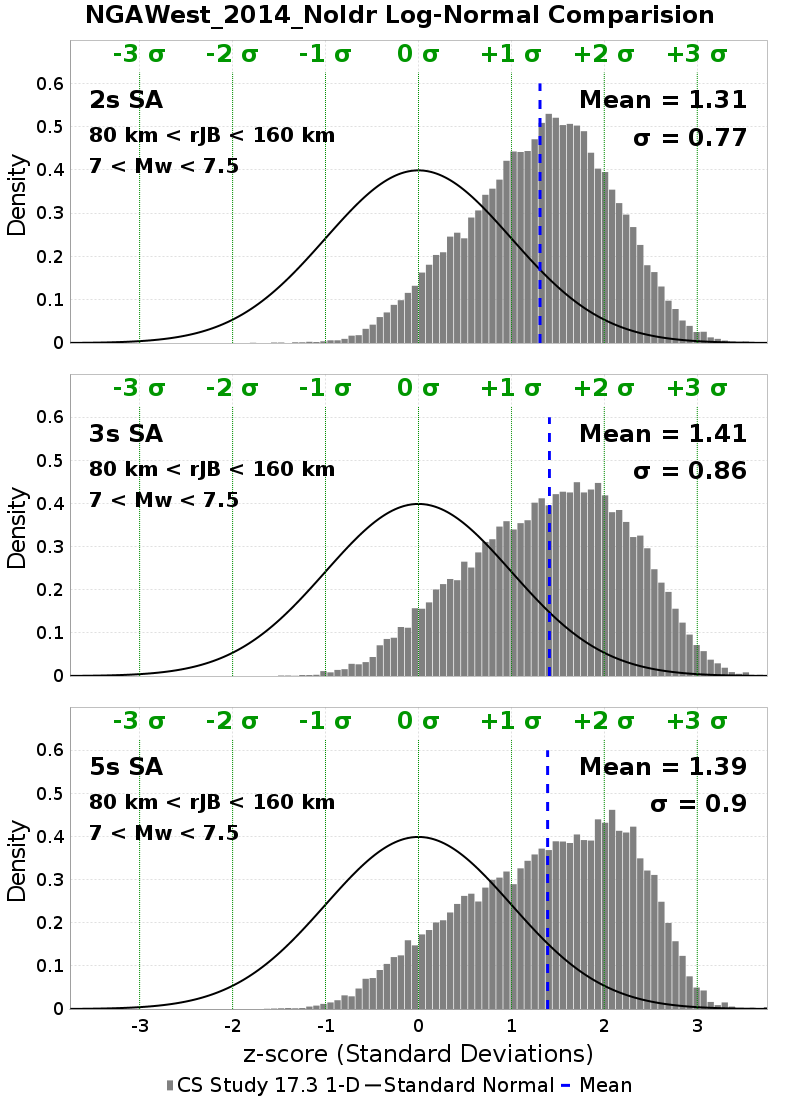 NGAWest_2014_NoIdr Log-Normal Comparision
-3 σ -2 σ -1 σ 0 σ +1 σ +2 σ +3 σ
2s SA
Mean = 1.31
80 km < rJB < 160 km
σ = 0.77
7 < Mw < 7.5
Density
0.6
0.5
0.4
0.3
0.2
0.1
0
-3 σ -2 σ -1 σ 0 σ +1 σ +2 σ +3 σ
3s SA
Mean = 1.41
80 km < rJB < 160 km
σ = 0.86
7 < Mw < 7.5
Density
0.6
0.5
0.4
0.3
0.2
0.1
0
-3 σ -2 σ -1 σ 0 σ +1 σ +2 σ +3 σ
5s SA
Mean = 1.39
80 km < rJB < 160 km
σ = 0.9
7 < Mw < 7.5
Density
0.6
0.5
0.4
0.3
0.2
0.1
0
-3 -2 -1 0 1 2 3
z-score (Standard Deviations)
CS Study 17.3 1-D Standard Normal Mean